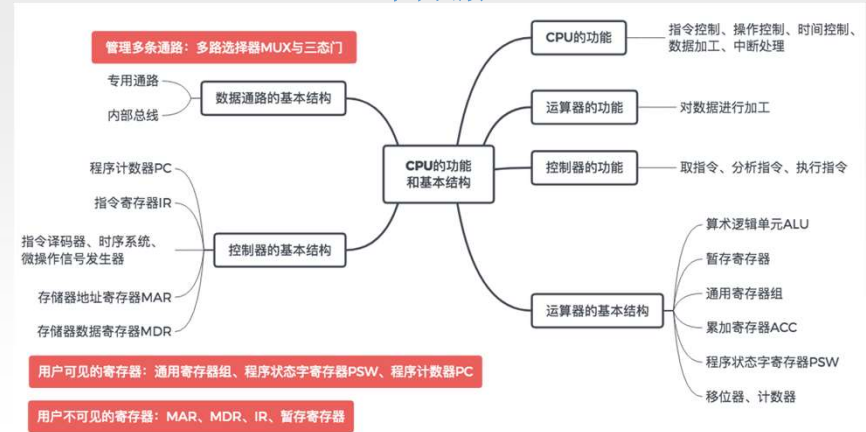 管理多条通路：多路选择器MUX与三态门
专用通路
内部总线
数据通路的基本结构
程序计数器PC
指令寄存器IR
指令译码器、时序系统、
微操作信号发生器
存储器地址寄存器MAR
存储器数据寄存器MDR
控制器的基本结构
CPU的功能
和基本结构
CPU的功能
指令控制、操作控制、时间控制、
数据加工、中断处理
运算器的功能
对数据进行加工
控制器的功能
取指令、分析指令、执行指令
运算器的基本结构
算术逻辑单元ALU
暂存寄存器
通用寄存器组
累加寄存器ACC
程序状态字寄存器PSW
移位器、计数器
用户可见的寄存器：通用寄存器组、程序状态字寄存器PSW、程序计数器PC
用户不可见的寄存器：MAR、MDR、IR、暂存寄存器